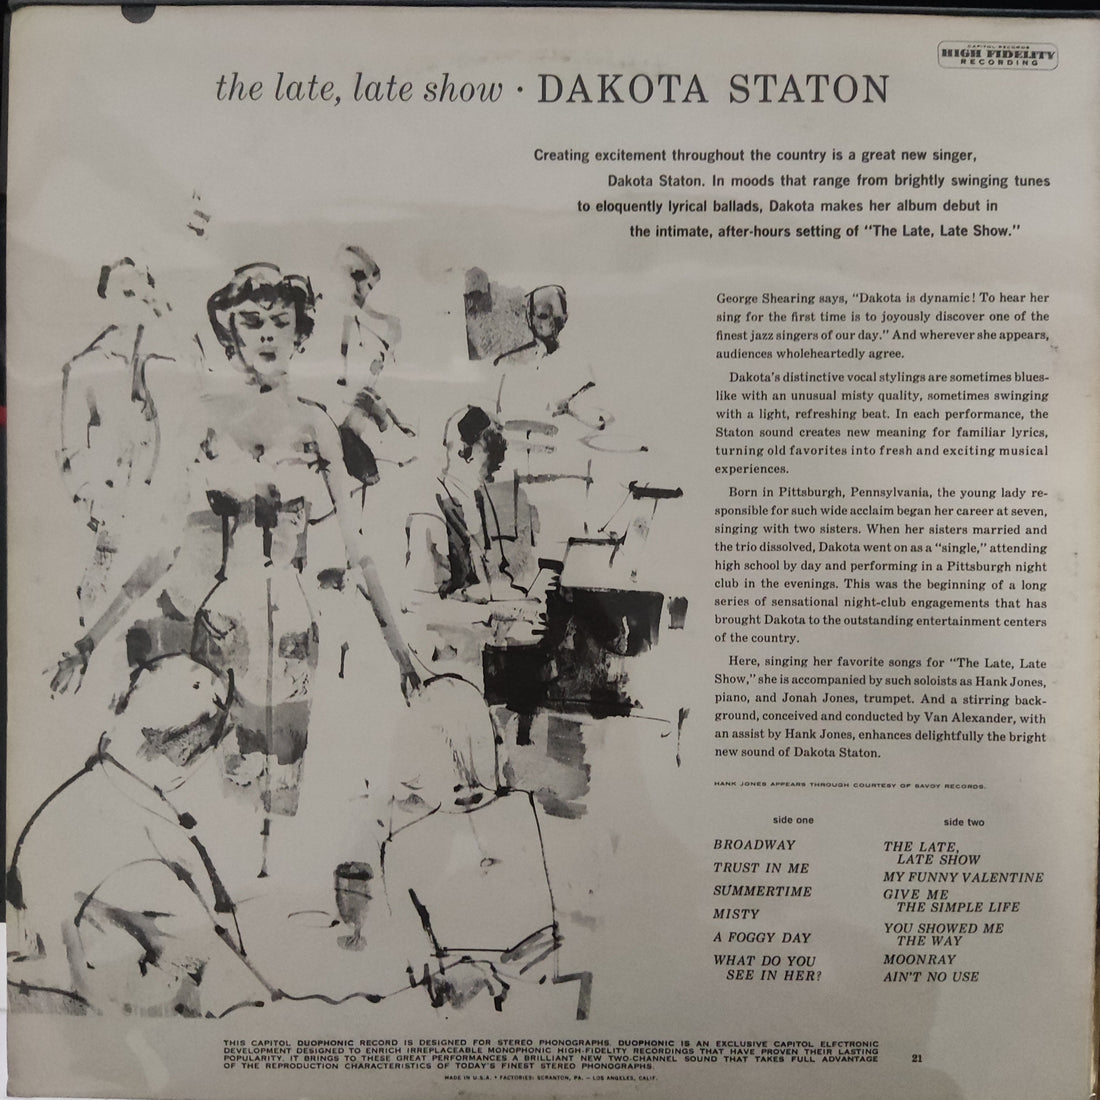 CAPITOL RECORDS
HIGH FIDELITY
RECORDING
the late, late show · DAKOTA STATON
Creating excitement throughout the country is a great new singer,
Dakota Staton. In moods that range from brightly swinging tunes
to eloquently lyrical ballads, Dakota makes her album debut in
the intimate, after-hours setting of "The Late, Late Show."
George Shearing says, "Dakota is dynamic! To hear her
sing for the first time is to joyously discover one of the
finest jazz singers of our day." And wherever she appears,
audiences wholeheartedly agree.
Dakota's distinctive vocal stylings are sometimes blues-
like with an unusual misty quality, sometimes swinging
with a light, refreshing beat. In each performance, the
Staton sound creates new meaning for familiar lyrics,
turning old favorites into fresh and exciting musical
experiences.
Born in Pittsburgh, Pennsylvania, the young lady re-
sponsible for such wide acclaim began her career at seven,
singing with two sisters. When her sisters married and
the trio dissolved, Dakota went on as a "single," attending
high school by day and performing in a Pittsburgh night
club in the evenings. This was the beginning of a long
series of sensational night-club engagements that has
brought Dakota to the outstanding entertainment centers
of the country.
Here, singing her favorite songs for "The Late, Late
Show," she is accompanied by such soloists as Hank Jones,
piano, and Jonah Jones, trumpet. And a stirring back-
ground, conceived and conducted by Van Alexander, with
an assist by Hank Jones, enhances delightfully the bright
new sound of Dakota Staton.
HANK JONES APPEARS THROUGH COURTESY OF SAVOY RECORDS.
side one
BROADWAY
TRUST IN ME
SUMMERTIME
MISTY
A FOGGY DAY
WHAT DO YOU
SEE IN HER?
side two
THE LATE,
LATE SHOW
MY FUNNY VALENTINE
GIVE ME
THE SIMPLE LIFE
YOU SHOWED ME
THE WAY
MOONRAY
AIN'T NO USE
THIS CAPITOL DUOPHONIC RECORD IS DESIGNED FOR STEREO PHONOGRAPHS. DUOPHONIC IS AN EXCLUSIVE CAPITOL ELECTRONIC
DEVELOPMENT DESIGNED TO ENRICH IRREPLACEABLE MONOPHONIC HIGH-FIDELITY RECORDINGS THAT HAVE PROVEN THEIR LASTING
POPULARITY. IT BRINGS TO THESE GREAT PERFORMANCES A BRILLIANT NEW TWO-CHANNEL SOUND THAT TAKES FULL ADVANTAGE
OF THE REPRODUCTION CHARACTERISTICS OF TODAY'S FINEST STEREO PHONOGRAPHS.
21
MADE IN U.S.A. • FACTORIES: SCRANTON, PA. – LOS ANGELES, CALIF.